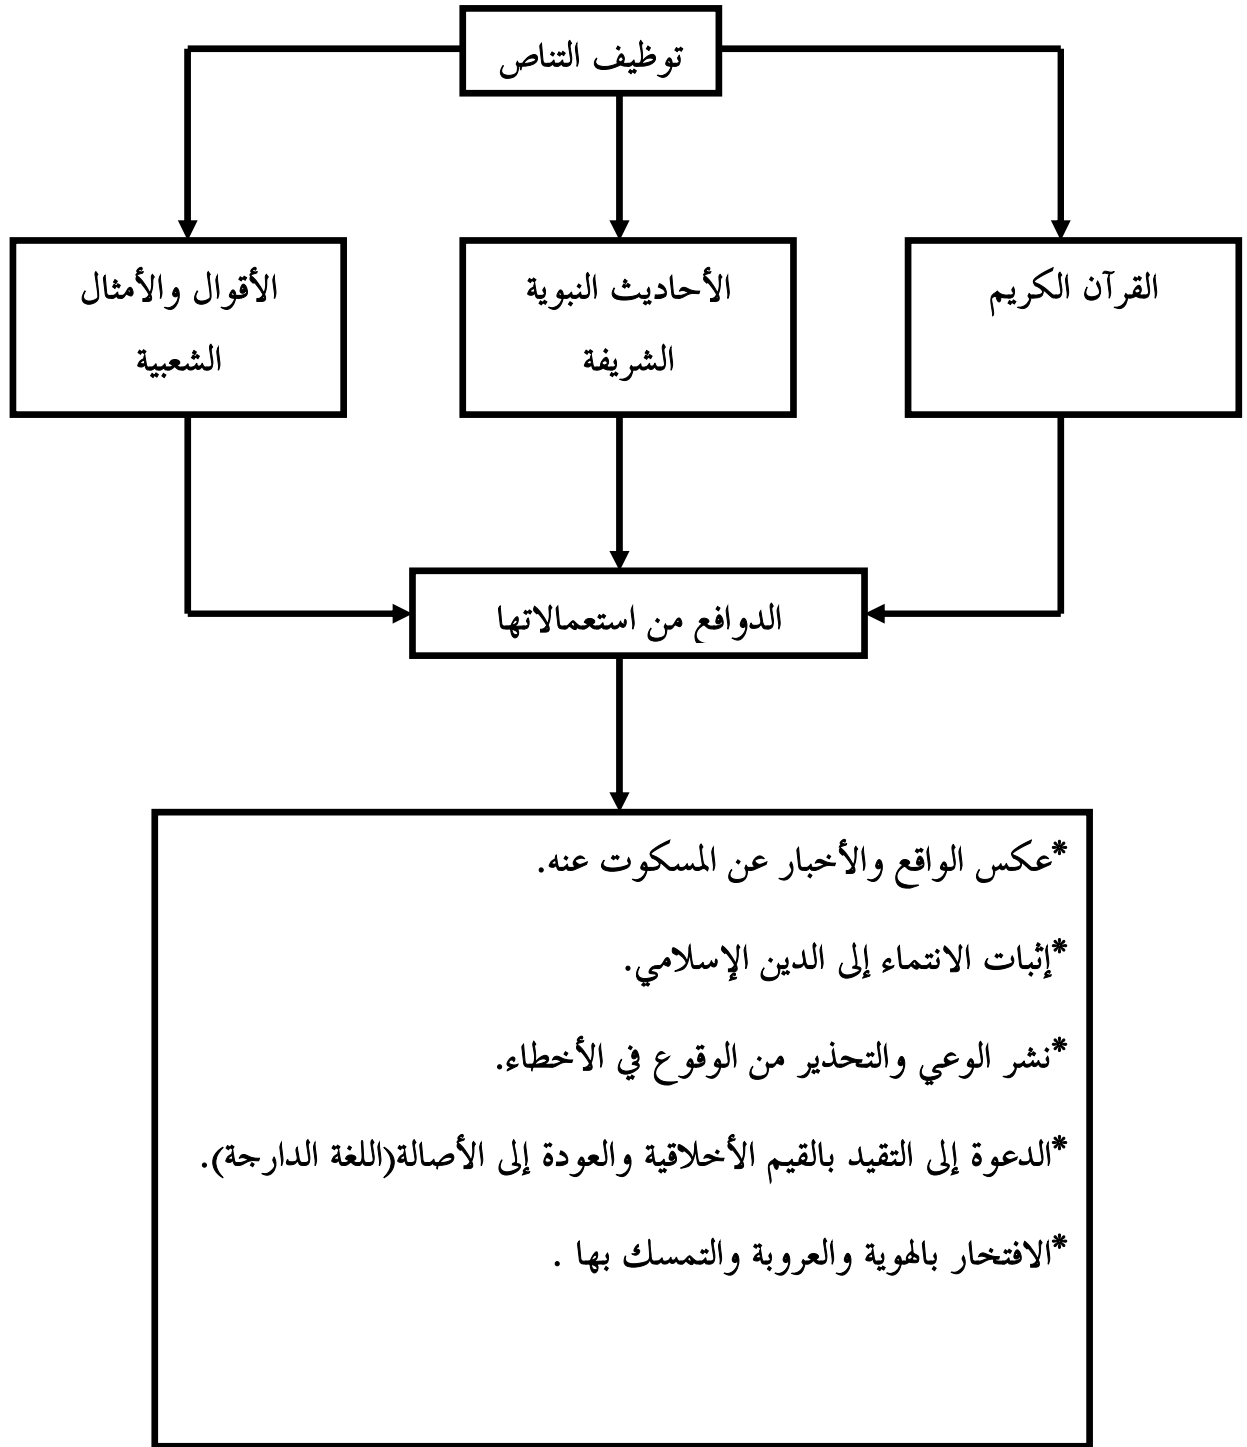 توظيف التناص
القرآن الكريم
الأحاديث النبوية
الشريفة
الأقوال والأمثال
الشعبية
الدوافع من استعمالاتها
*عكس الواقع والأخبار عن المسكوت عنه.
*إثبات الانتماء إلى الدين الإسلامي.
*نشر الوعي والتحذير من الوقوع في الأخطاء.
*الدعوة إلى التقيد بالقيم الأخلاقية والعودة إلى الأصالة(اللغة الدارجة).
*الافتخار بالهوية والعروبة والتمسك بها .